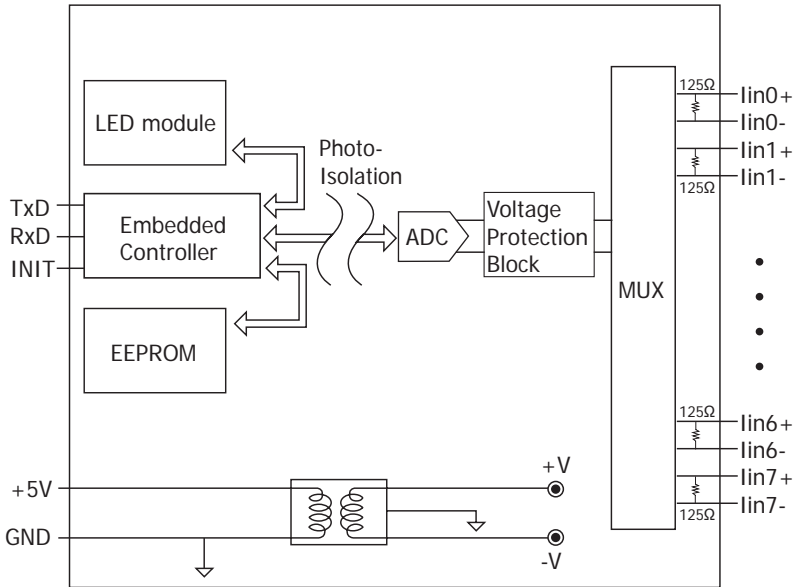 LED module
TxD
RxD
INIT
Embedded
Controller
EEPROM
Photo-
Isolation
ADC
Voltage
Protection
Block
MUX
125Ω
Iin0+
Iin0-
Iin1+
125Ω
Iin1-
125Ω
Iin6+
Iin6-
Iin7+
125Ω
Iin7-
+5V
GND
+V
-V